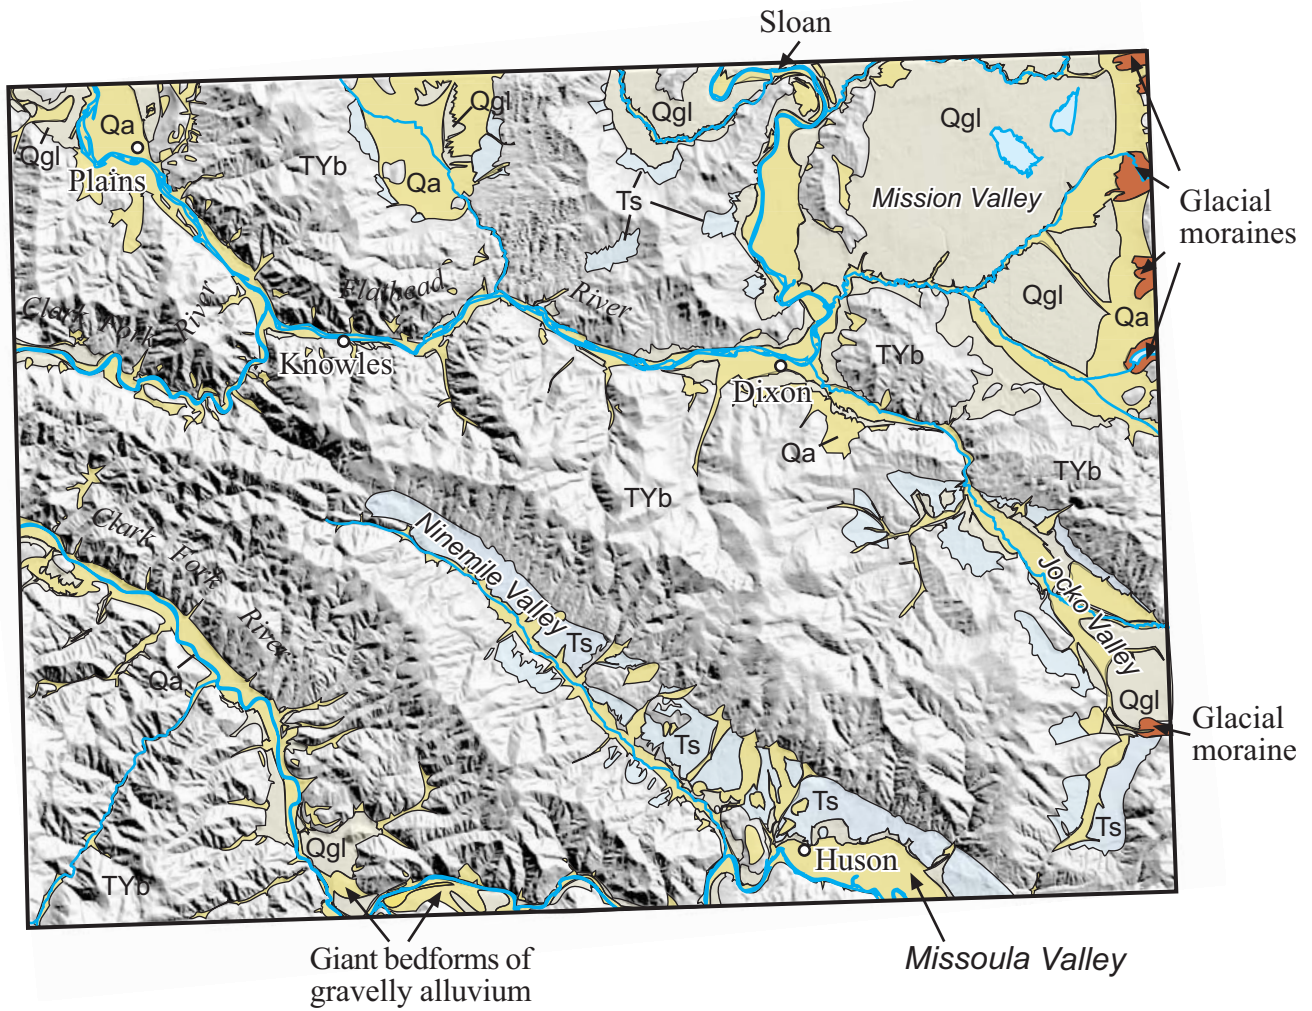 Sloan
Qgl
Qa
Qgl
Qgl
Qgl
Plains
TYb
Qa
Ts
Mission Valley
Glacial
moraines
Clark Fork River
Flathead River
Qgl
Qa
Knowles
TYb
Dixon
Qa
TYb
TYb
Clark Fork River
Ninemile Valley
Jocko Valley
Ts
Qa
Qgl
Glacial
moraine
Ts
Ts
Ts
Qgl
Huson
TYb
Giant bedforms of
gravelly alluvium
Missoula Valley